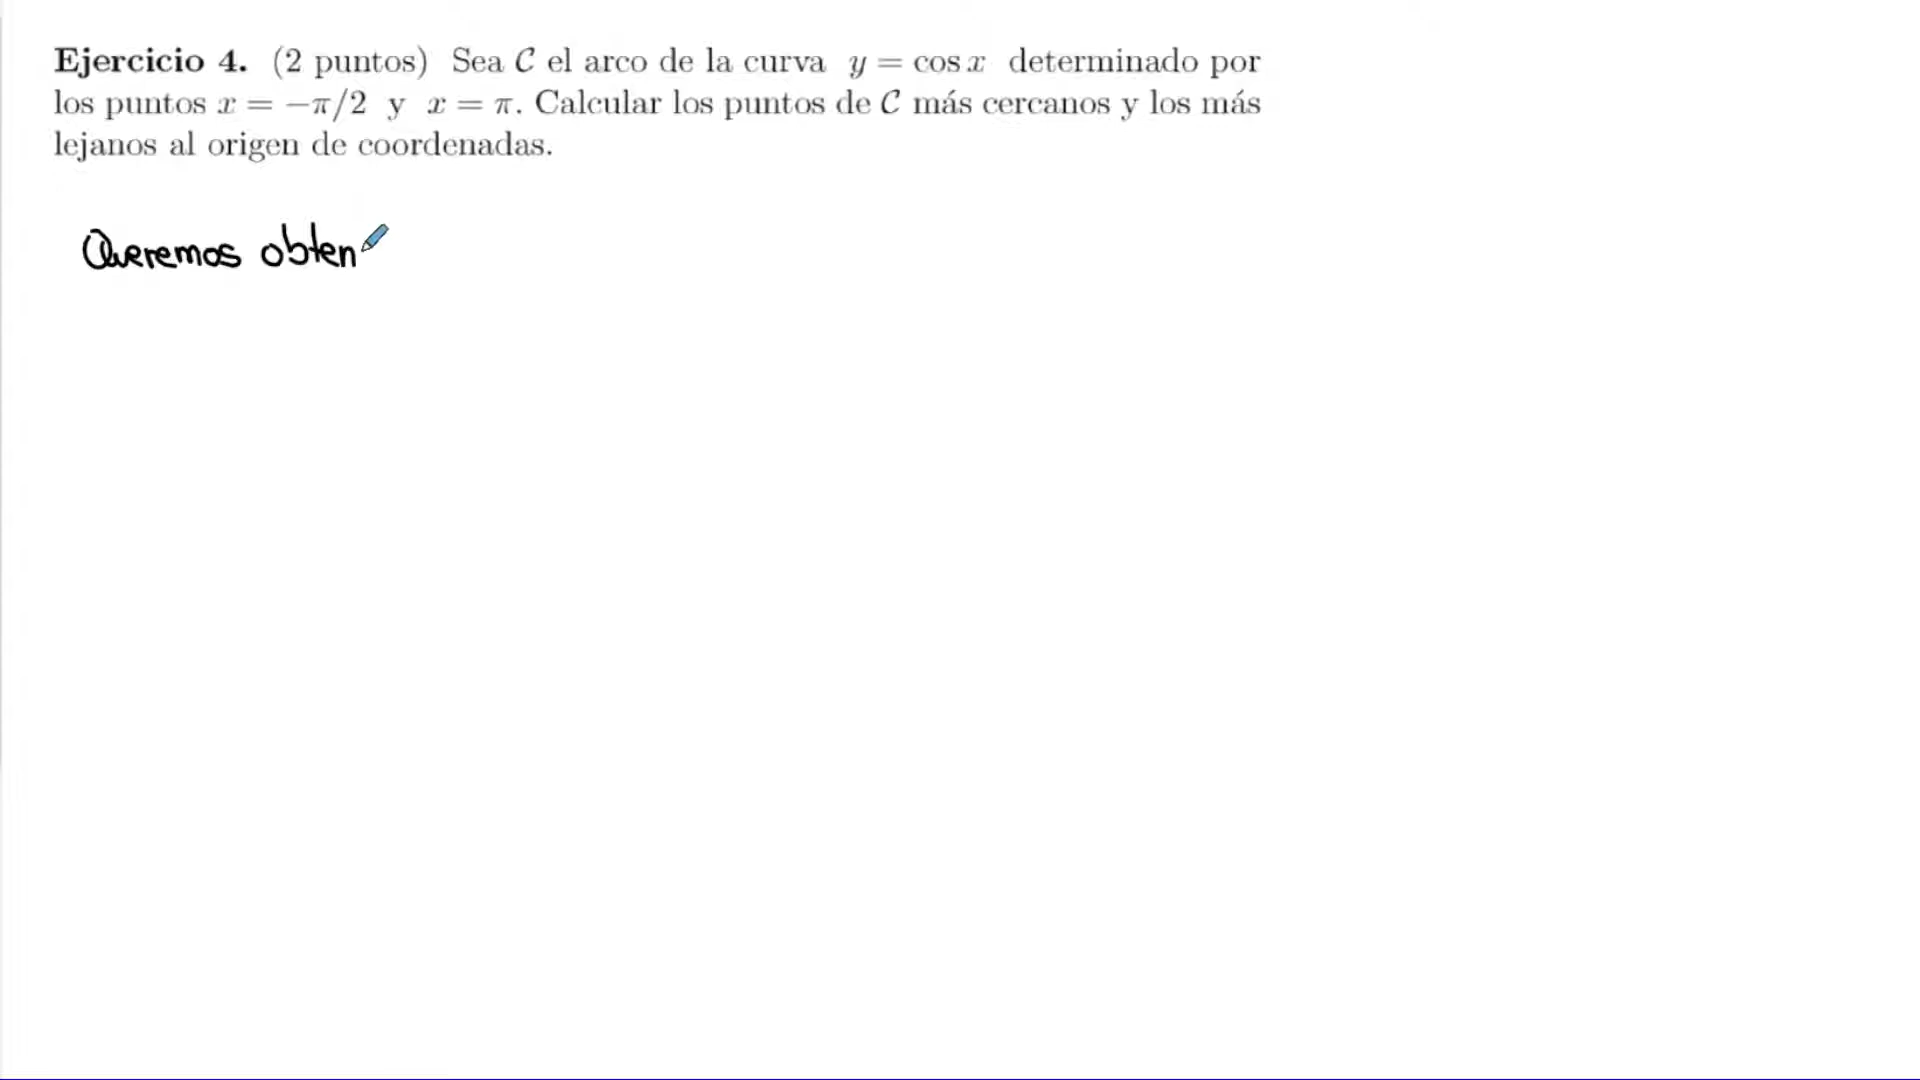 Ejercicio 4. (2 puntos) Sea C el arco de la curva y = cos x determinado por
los puntos x = −π/2 y x = π. Calcular los puntos de C más cercanos y los más
lejanos al origen de coordenadas.
Queremos obten